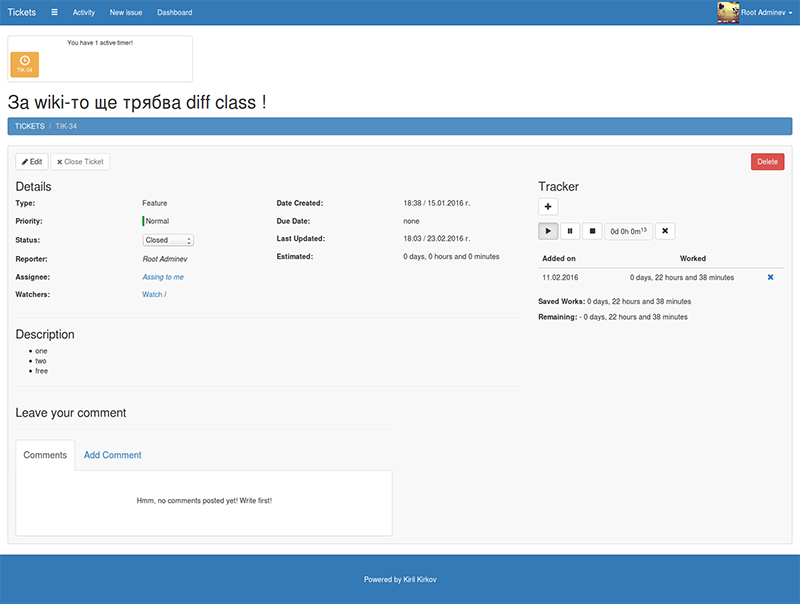 Tickets Activity New issue Dashboard Root Adminev
You have 1 active timer!
TIK-34
За wiki-то ще трябва diff class !
TICKETS / TIK-34
Edit Close Ticket Delete
Details
Type: Feature
Priority: Normal
Status: Closed
Reporter: Root Adminev
Assignee: Assing to me
Watchers: Watch /
Date Created: 18:38 / 15.01.2016 г.
Due Date: none
Last Updated: 18:03 / 23.02.2016 г.
Estimated: 0 days, 0 hours and 0 minutes
Tracker
0d 0h 0m13
Added on Worked
11.02.2016 0 days, 22 hours and 38 minutes
Saved Works: 0 days, 22 hours and 38 minutes
Remaining: - 0 days, 22 hours and 38 minutes
Description
• one
• two
• free
Leave your comment
Comments Add Comment
Hmm, no comments posted yet! Write first!
Powered by Kiril Kirkov